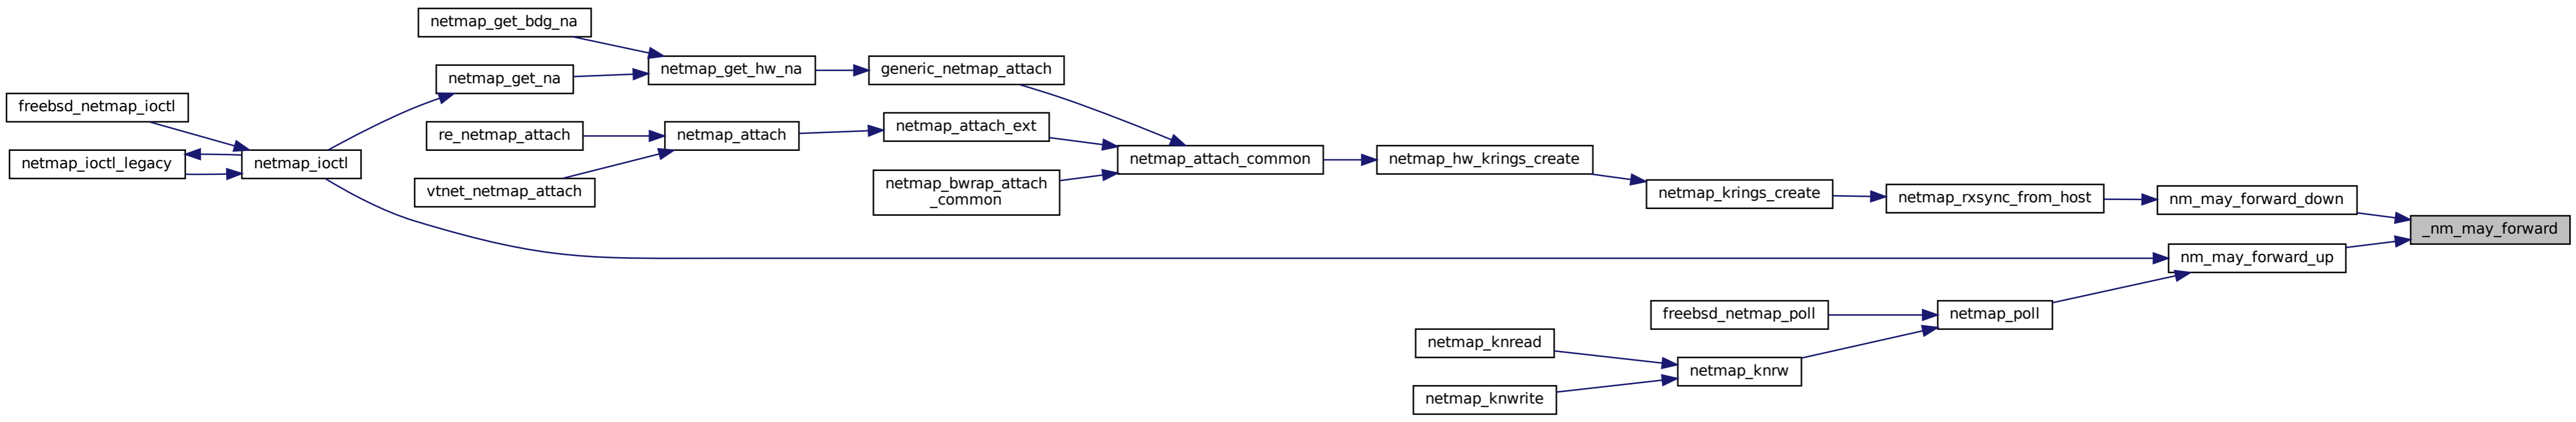 netmap_get_bdg_na
netmap_get_na
netmap_get_hw_na
generic_netmap_attach
freebsd_netmap_ioctl
netmap_ioctl_legacy
netmap_ioctl
re_netmap_attach
vtnet_netmap_attach
netmap_attach
netmap_attach_ext
netmap_bwrap_attach
_common
netmap_attach_common
netmap_hw_krings_create
netmap_krings_create
netmap_rxsync_from_host
nm_may_forward_down
_nm_may_forward
nm_may_forward_up
freebsd_netmap_poll
netmap_poll
netmap_knread
netmap_knwrite
netmap_knrw